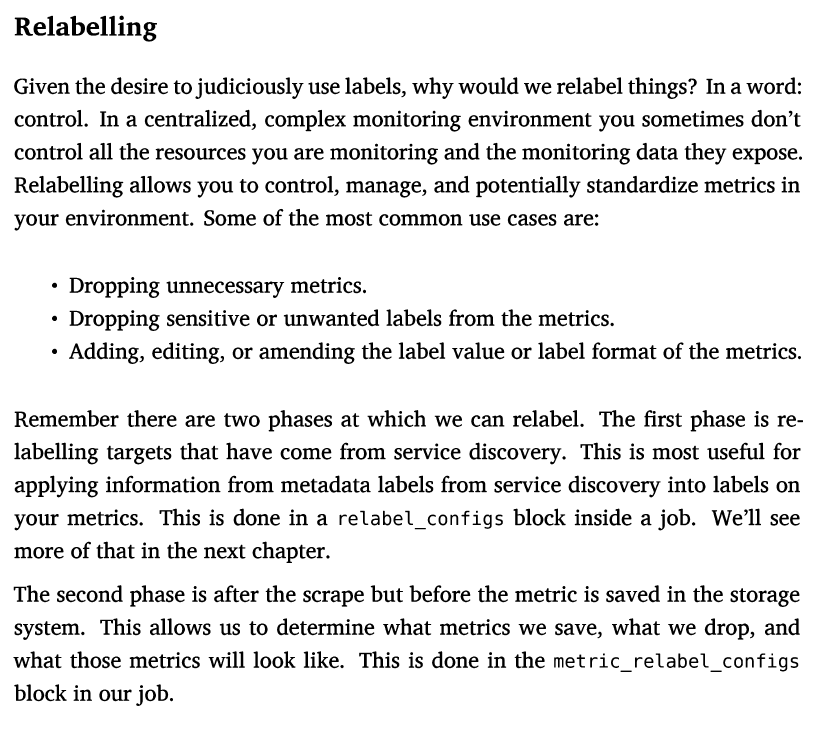 Relabelling
Given the desire to judiciously use labels, why would we relabel things? In a word:
control. In a centralized, complex monitoring environment you sometimes don’t
control all the resources you are monitoring and the monitoring data they expose.
Relabelling allows you to control, manage, and potentially standardize metrics in
your environment. Some of the most common use cases are:
• Dropping unnecessary metrics.
• Dropping sensitive or unwanted labels from the metrics.
• Adding, editing, or amending the label value or label format of the metrics.
Remember there are two phases at which we can relabel. The first phase is re-
labelling targets that have come from service discovery. This is most useful for
applying information from metadata labels from service discovery into labels on
your metrics. This is done in a relabel_configs block inside a job. We’ll see
more of that in the next chapter.
The second phase is after the scrape but before the metric is saved in the storage
system. This allows us to determine what metrics we save, what we drop, and
what those metrics will look like. This is done in the metric_relabel_configs
block in our job.